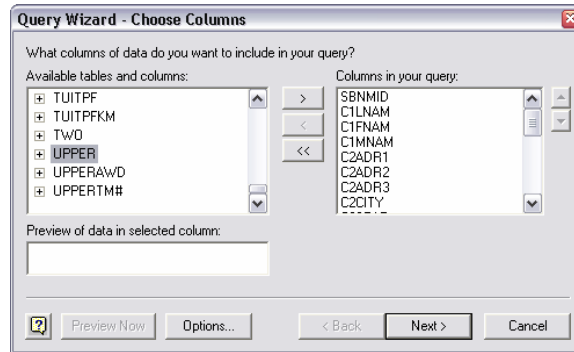 Query Wizard - Choose Columns
What columns of data do you want to include in your query?
Available tables and columns:
Columns in your query:
TUITPF
TUITPFKM
TWO
UPPER
UPPERAWD
UPPERTM#
>
<
<<
SBNMID
C1LNAM
C1FNAM
C1MNAM
C2ADR1
C2ADR2
C2ADR3
C2CITY
Preview of data in selected column:
Preview Now
Options...
< Back
Next >
Cancel